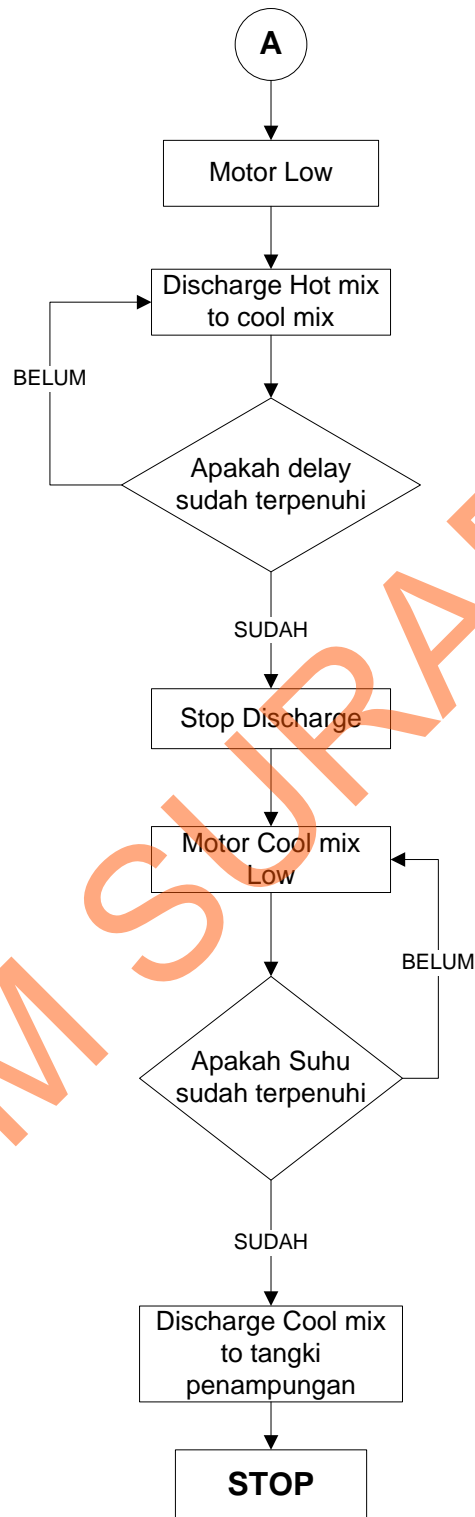 A
Motor Low
Discharge Hot mix
to cool mix
BELUM
Apakah delay
sudah terpenuhi
SUDAH
Stop Discharge
Motor Cool mix
Low
BELUM
Apakah Suhu
sudah terpenuhi
SUDAH
Discharge Cool mix
to tangki
penampungan
STOP
M SURA